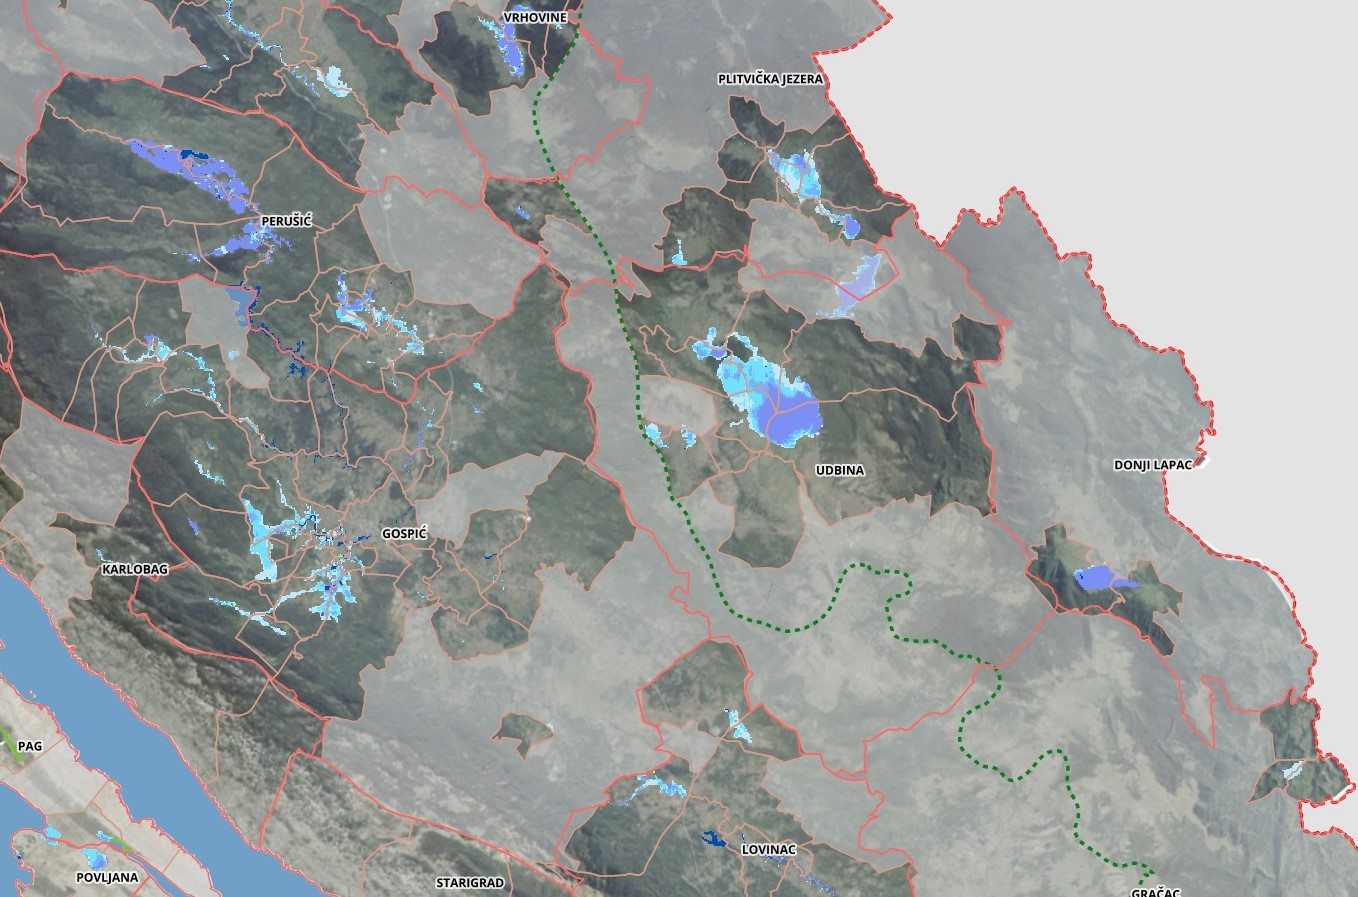 VRHOVINE
PLITVIČKA JEZERA
PERUŠIĆ
DONJI LAPAC
UDBINA
GOSPIĆ
KARLOBAG
PAG
LOVINAC
POVLJANA
STARIGRAD
GRAČAC